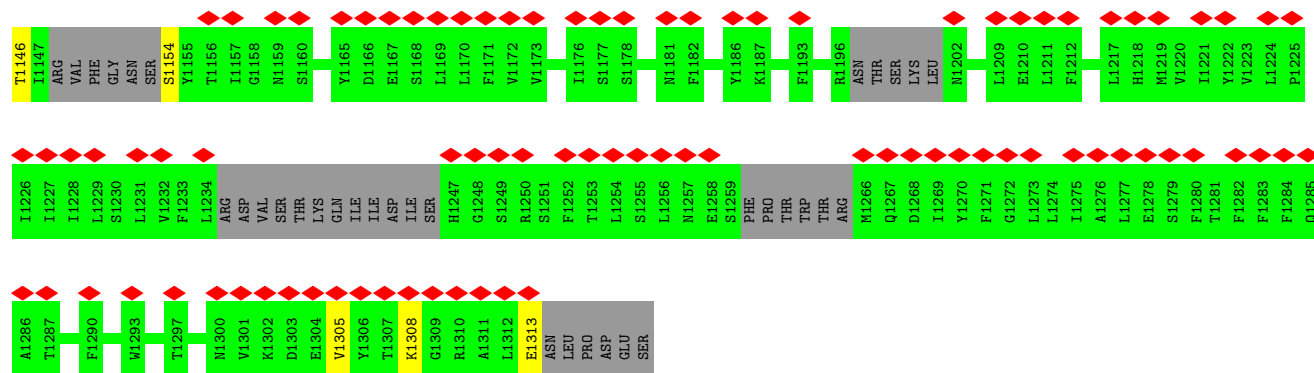 T1146 I1147 ARG VAL PHE GLY ASN SER S1154 Y1155 T1156 I1157 G1158 N1159 S1160 Y1165 D1166 E1167 S1168 L1169 L1170 F1171 V1172 V1173 I1176 S1177 S1178 N1181 F1182 Y1186 K1187 F1193 R1196 ASN THR SER LYS LEU N1202 L1209 E1210 L1211 F1212 L1217 H1218 M1219 V1220 I1221 Y1222 V1223 L1224 P1225
I1226 I1227 I1228 L1229 S1230 L1231 V1232 F1233 L1234 ARG ASP VAL SER THR LYS GLN ILE ILE ASP ILE SER H1247 G1248 S1249 R1250 S1251 F1252 T1253 L1254 S1255 L1256 N1257 E1258 S1259 PHE PRO THR TRP THR ARG M1266 Q1267 D1268 I1269 Y1270 F1271 G1272 L1273 L1274 I1275 A1276 L1277 E1278 S1279 F1280 T1281 F1282 F1283 F1284 Q1285
A1286 T1287 F1290 W1293 T1297 N1300 V1301 K1302 D1303 E1304 V1305 Y1306 T1307 K1308 G1309 R1310 A1311 L1312 E1313 ASN LEU PRO ASP GLU SER